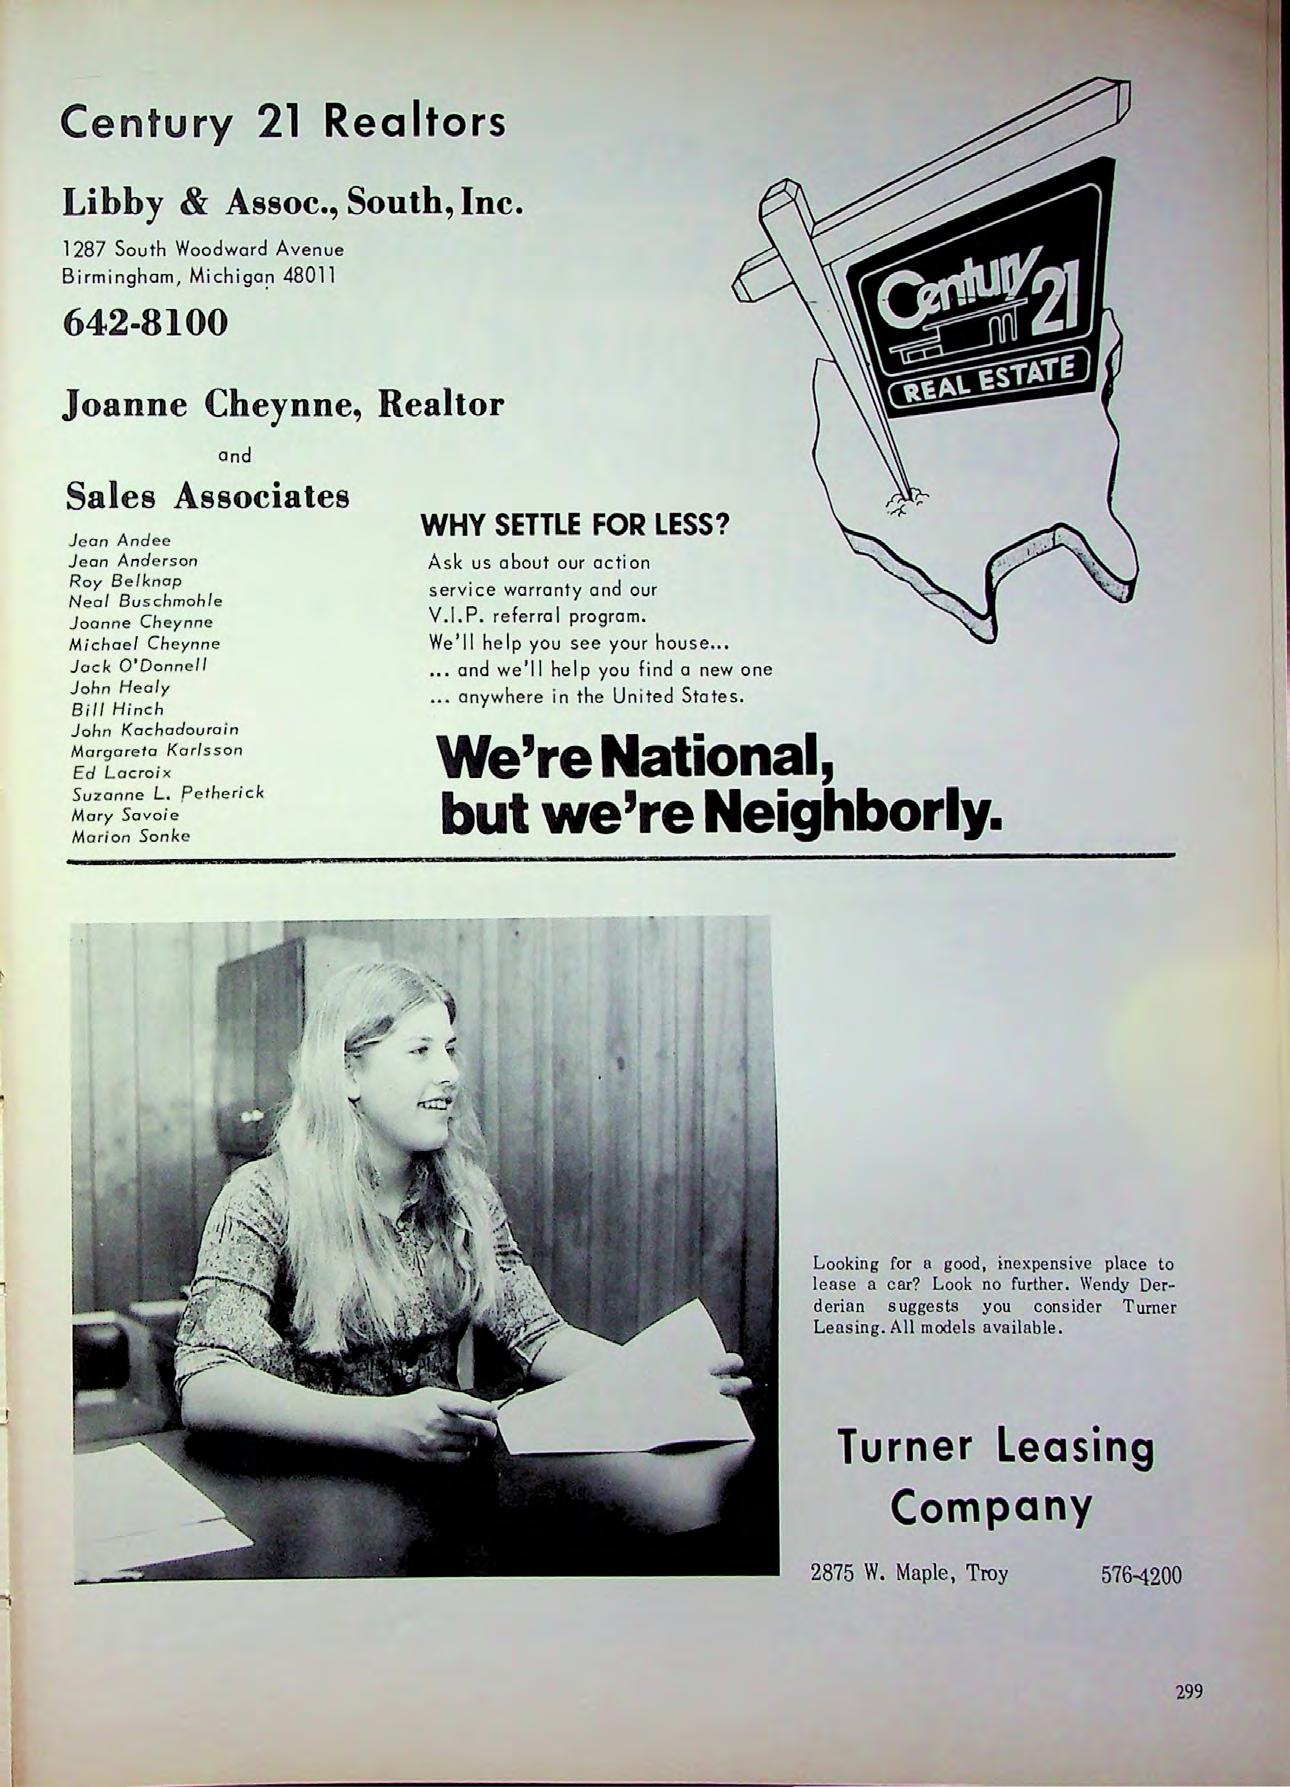 Century 21 Realtors
Libby & Assoc., South, Inc.
1287 South Woodward Avenue
Birmingham, Michigan 48011
642-8100
Joanne Cheynne, Realtor
and
Sales Associates
Jean Andee
Jean Anderson
Roy Belknap
Neal Buschmohle
Joanne Cheynne
Michael Cheynne
Jack O'Donnell
John Healy
Bill Hinch
John Kachadourain
Margareta Karlsson
Ed Lacroix
Suzanne L. Petherick
Mary Savoie
Marion Sonke
Century 21
REAL ESTATE
WHY SETTLE FOR LESS?
Ask us about our action
service warranty and our
V.I.P. referral program.
We'll help you see your house...
... and we'll help you find a new one
... anywhere in the United States.
We're National,
but we're Neighborly.
Looking for a good, inexpensive place to
lease a car? Look no further. Wendy Der-
derian suggests you consider Turner
Leasing. All models available.
Turner Leasing
Company
2875 W. Maple, Troy 576-4200
299